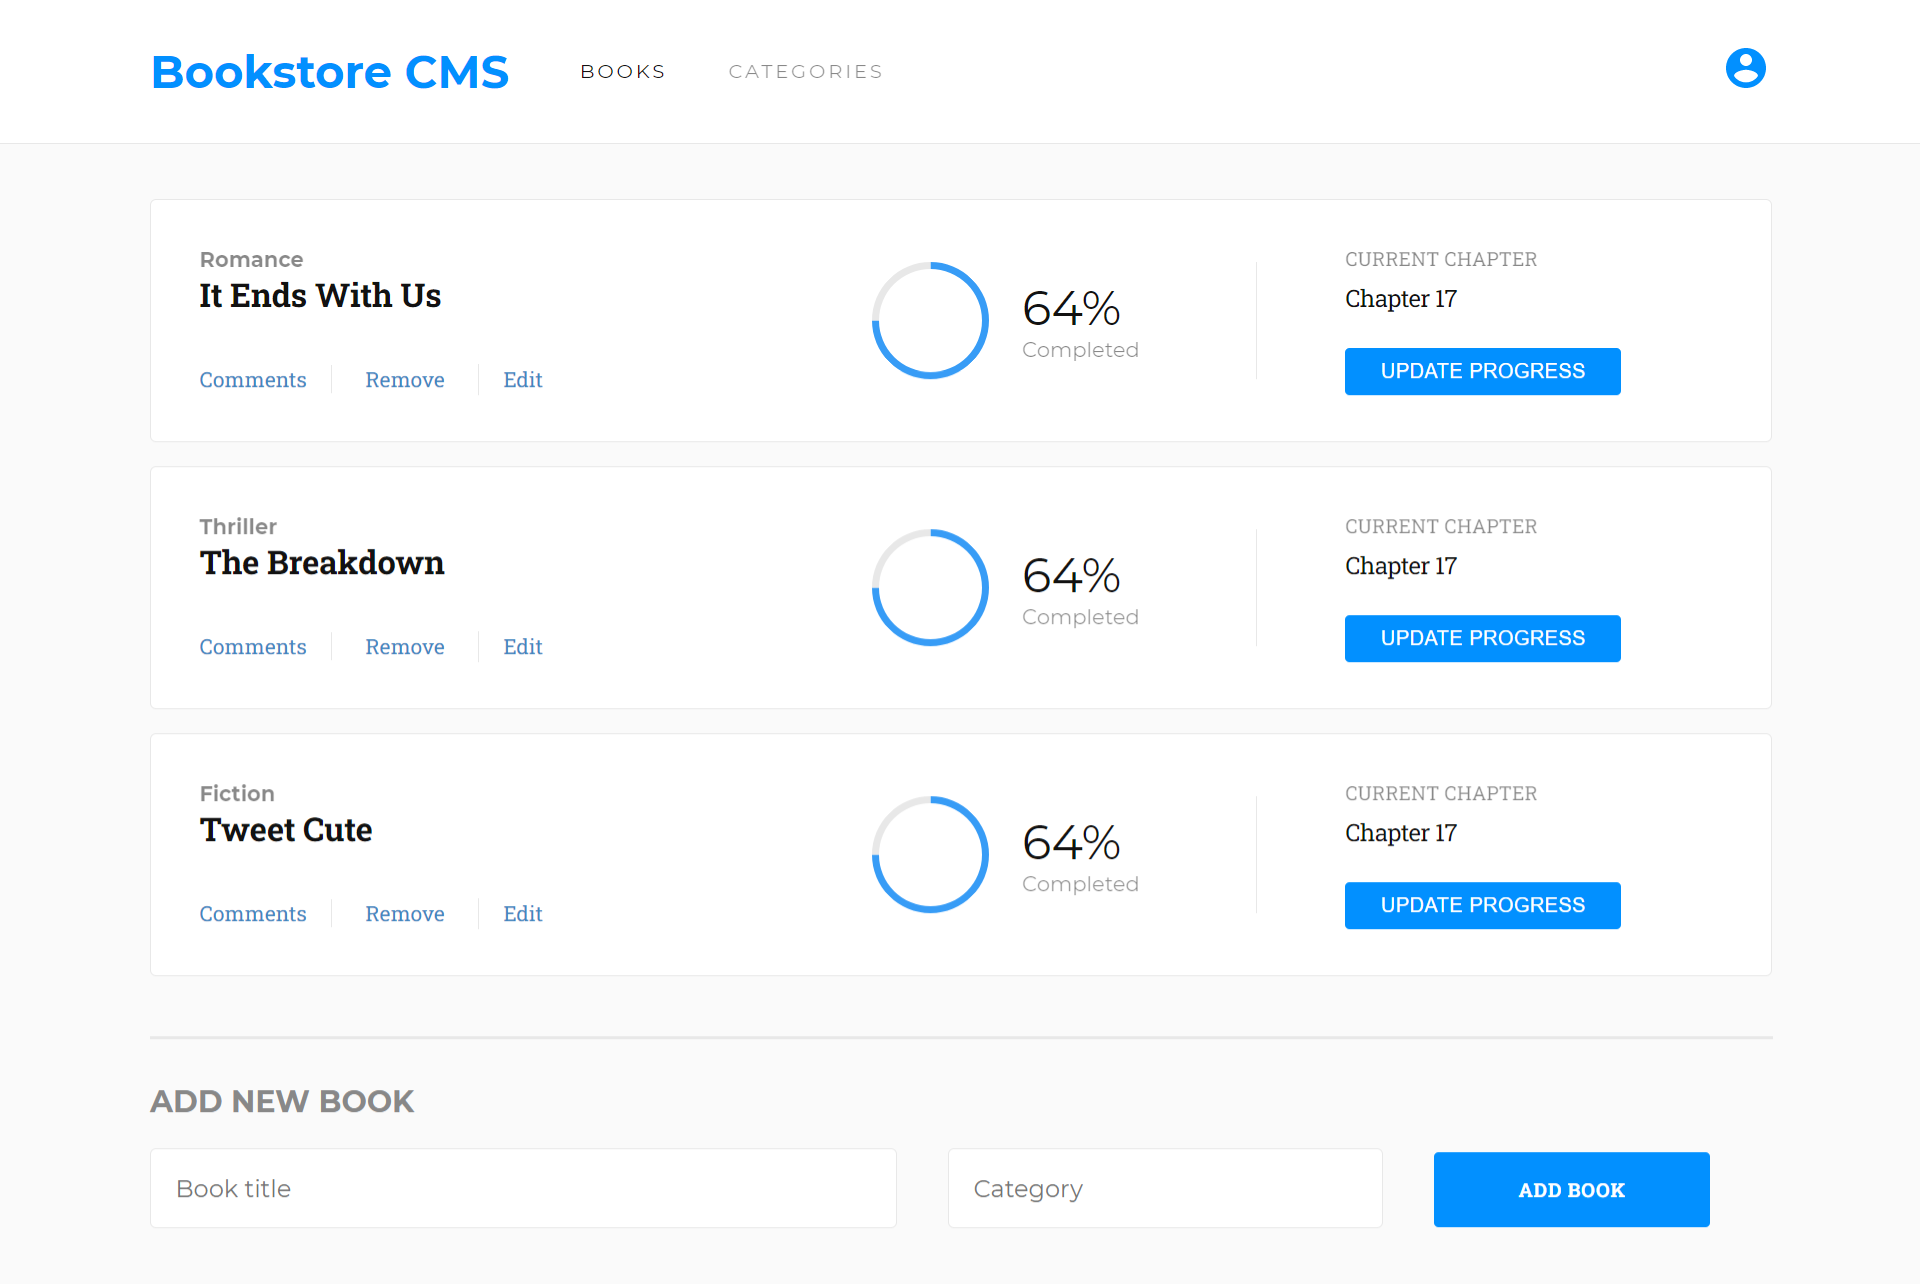 Bookstore CMS BOOKS CATEGORIES
Romance
It Ends With Us
Comments Remove Edit
64%
Completed
CURRENT CHAPTER
Chapter 17
UPDATE PROGRESS
Thriller
The Breakdown
Comments Remove Edit
64%
Completed
CURRENT CHAPTER
Chapter 17
UPDATE PROGRESS
Fiction
Tweet Cute
Comments Remove Edit
64%
Completed
CURRENT CHAPTER
Chapter 17
UPDATE PROGRESS
ADD NEW BOOK
Book title Category ADD BOOK